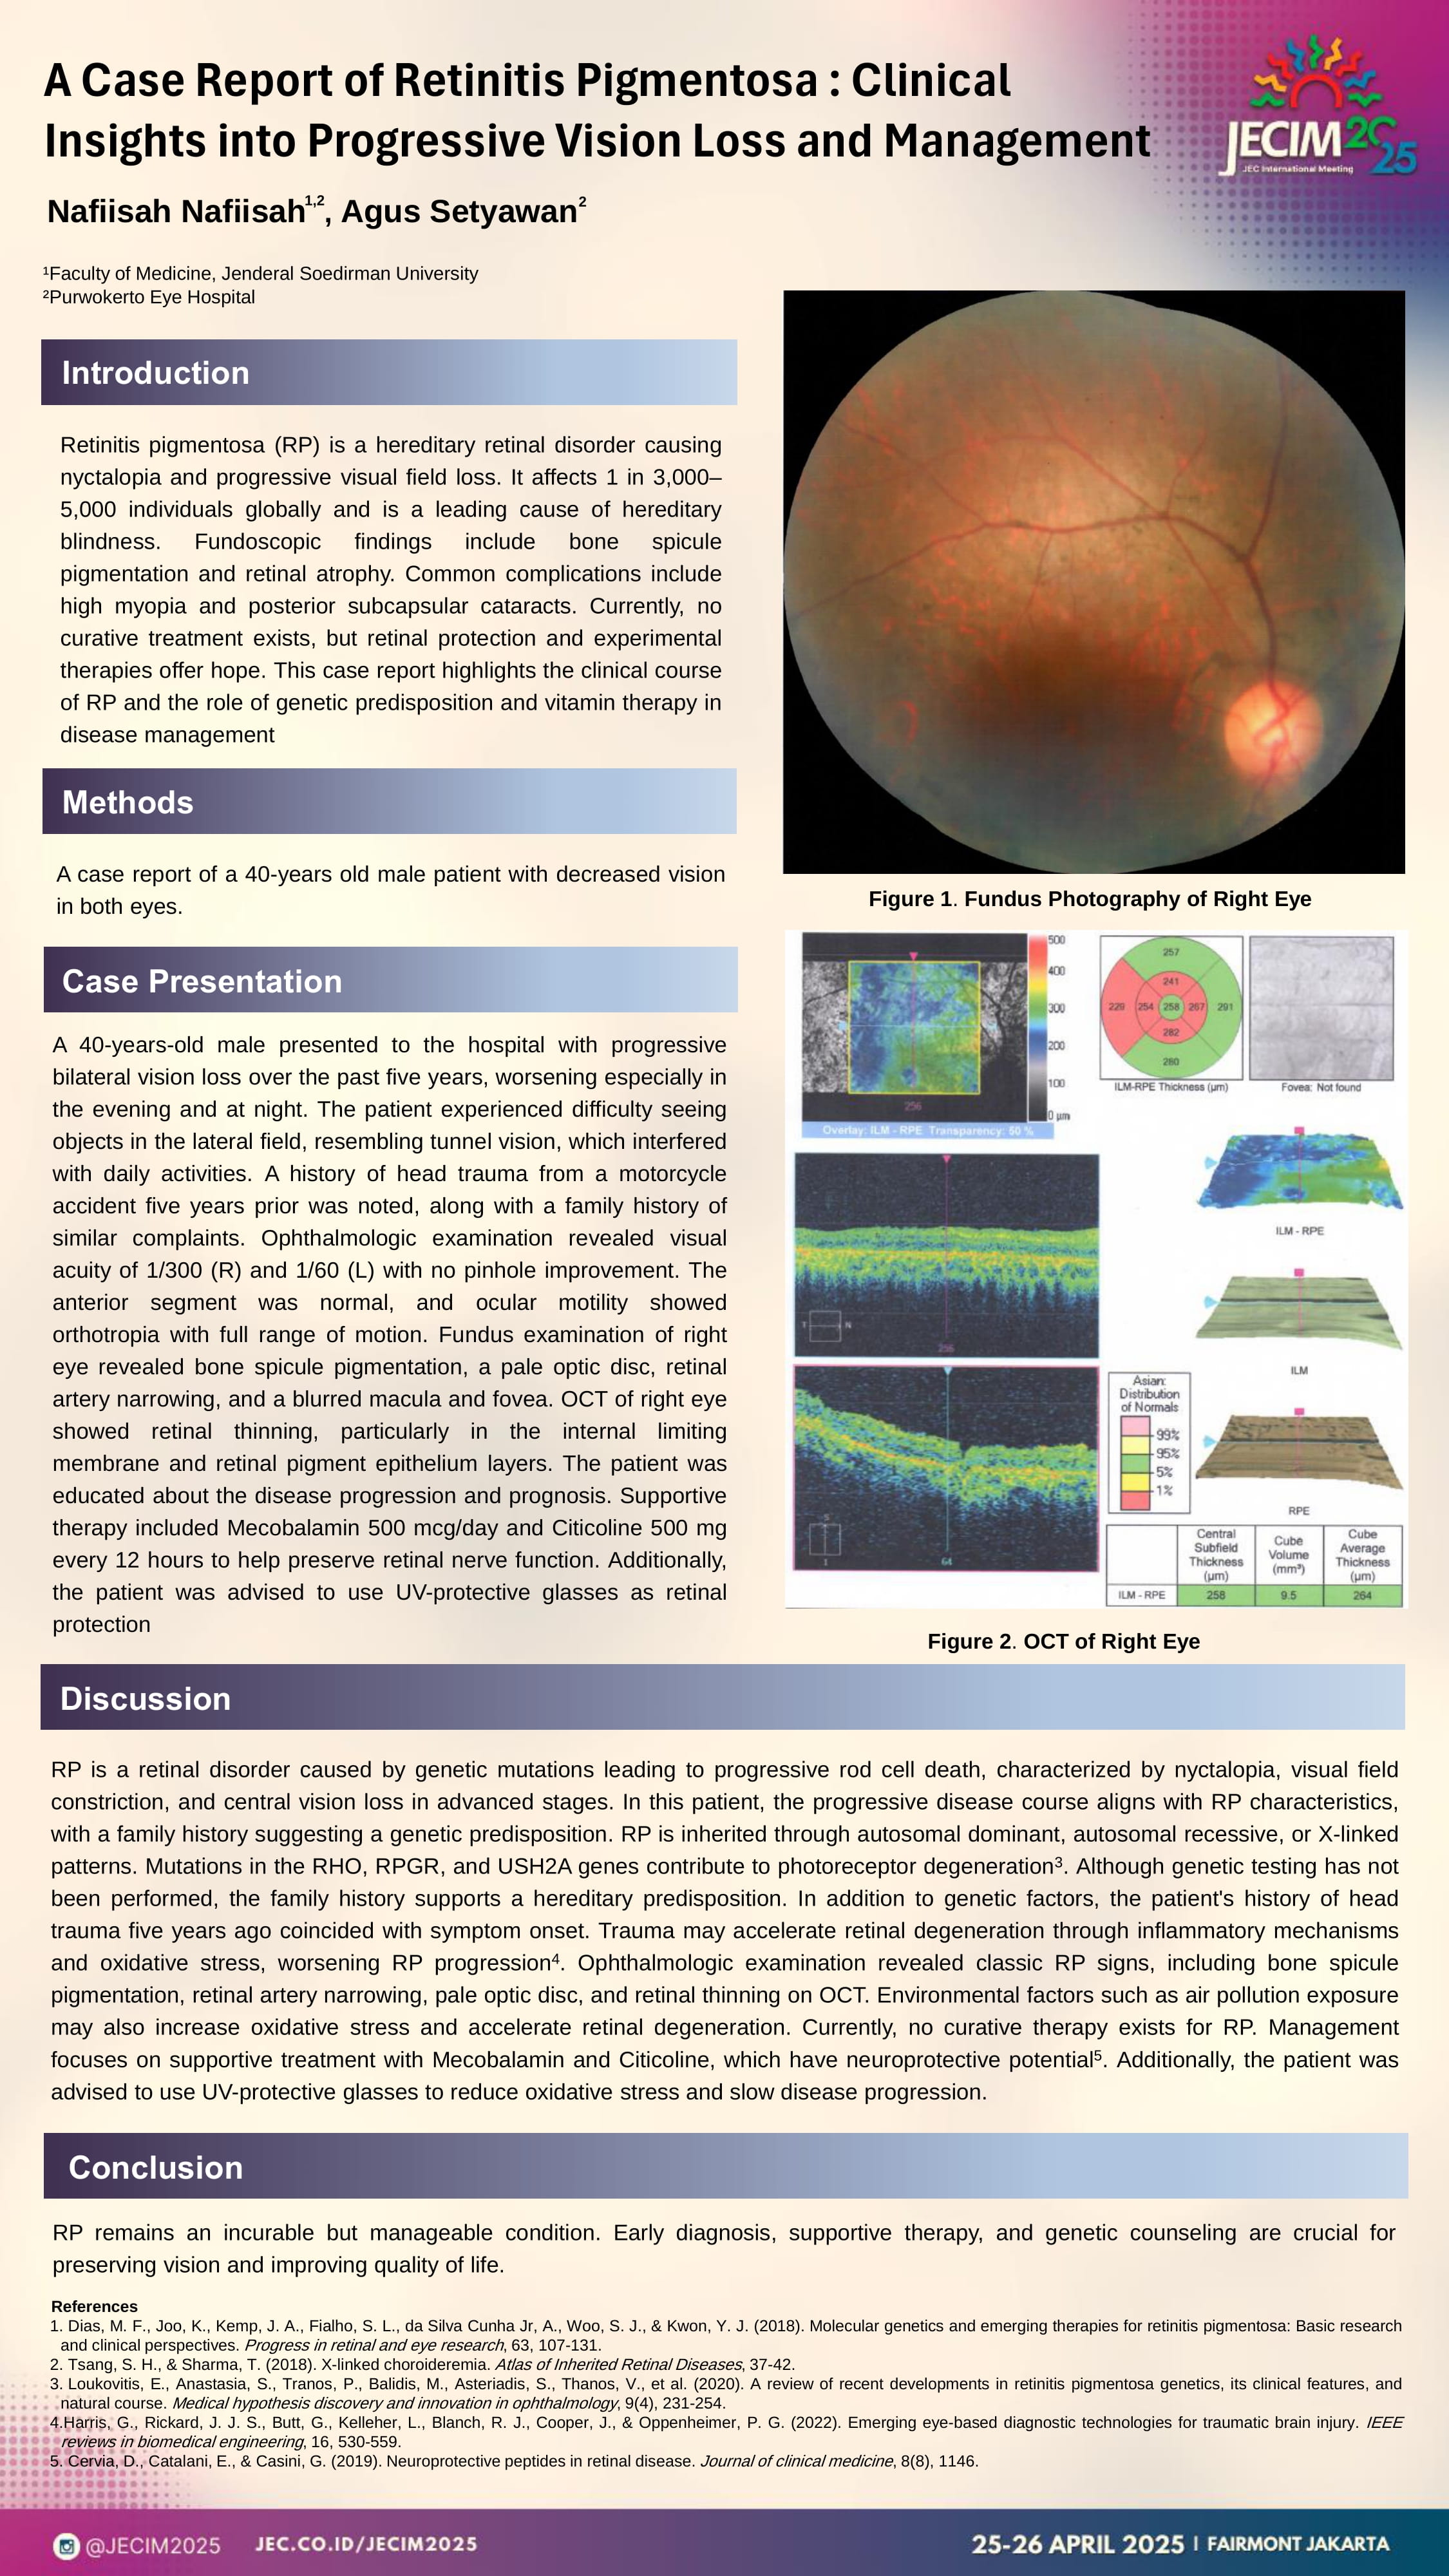 A Case Report of Retinitis Pigmentosa : Clinical
Insights into Progressive Vision Loss and Management
JECIM 2025
JEC International Meeting
Nafiisah Nafiisah1,2, Agus Setyawan2
¹Faculty of Medicine, Jenderal Soedirman University
²Purwokerto Eye Hospital
Introduction
Retinitis pigmentosa (RP) is a hereditary retinal disorder causing
nyctalopia and progressive visual field loss. It affects 1 in 3,000–
5,000 individuals globally and is a leading cause of hereditary
blindness. Fundoscopic findings include bone spicule
pigmentation and retinal atrophy. Common complications include
high myopia and posterior subcapsular cataracts. Currently, no
curative treatment exists, but retinal protection and experimental
therapies offer hope. This case report highlights the clinical course
of RP and the role of genetic predisposition and vitamin therapy in
disease management
Methods
A case report of a 40-years old male patient with decreased vision
in both eyes.
Case Presentation
A 40-years-old male presented to the hospital with progressive
bilateral vision loss over the past five years, worsening especially in
the evening and at night. The patient experienced difficulty seeing
objects in the lateral field, resembling tunnel vision, which interfered
with daily activities. A history of head trauma from a motorcycle
accident five years prior was noted, along with a family history of
similar complaints. Ophthalmologic examination revealed visual
acuity of 1/300 (R) and 1/60 (L) with no pinhole improvement. The
anterior segment was normal, and ocular motility showed
orthotropia with full range of motion. Fundus examination of right
eye revealed bone spicule pigmentation, a pale optic disc, retinal
artery narrowing, and a blurred macula and fovea. OCT of right eye
showed retinal thinning, particularly in the internal limiting
membrane and retinal pigment epithelium layers. The patient was
educated about the disease progression and prognosis. Supportive
therapy included Mecobalamin 500 mcg/day and Citicoline 500 mg
every 12 hours to help preserve retinal nerve function. Additionally,
the patient was advised to use UV-protective glasses as retinal
protection
Figure 1. Fundus Photography of Right Eye
500
400
300
200
100
0 µm
256
Overlay: ILM - RPE Transparency: 50 %
257
241
229 254 258 267 291
282
280
ILM-RPE Thickness (µm)
Fovea: Not found
T N
256
ILM - RPE
ILM
S
I
64
Asian:
Distribution
of Normals
99%
95%
5%
1%
RPE
Central Subfield Thickness (µm)
Cube Volume (mm³)
Cube Average Thickness (µm)
ILM - RPE 258 9.5 264
Figure 2. OCT of Right Eye
Discussion
RP is a retinal disorder caused by genetic mutations leading to progressive rod cell death, characterized by nyctalopia, visual field
constriction, and central vision loss in advanced stages. In this patient, the progressive disease course aligns with RP characteristics,
with a family history suggesting a genetic predisposition. RP is inherited through autosomal dominant, autosomal recessive, or X-linked
patterns. Mutations in the RHO, RPGR, and USH2A genes contribute to photoreceptor degeneration³. Although genetic testing has not
been performed, the family history supports a hereditary predisposition. In addition to genetic factors, the patient's history of head
trauma five years ago coincided with symptom onset. Trauma may accelerate retinal degeneration through inflammatory mechanisms
and oxidative stress, worsening RP progression⁴. Ophthalmologic examination revealed classic RP signs, including bone spicule
pigmentation, retinal artery narrowing, pale optic disc, and retinal thinning on OCT. Environmental factors such as air pollution exposure
may also increase oxidative stress and accelerate retinal degeneration. Currently, no curative therapy exists for RP. Management
focuses on supportive treatment with Mecobalamin and Citicoline, which have neuroprotective potential⁵. Additionally, the patient was
advised to use UV-protective glasses to reduce oxidative stress and slow disease progression.
Conclusion
RP remains an incurable but manageable condition. Early diagnosis, supportive therapy, and genetic counseling are crucial for
preserving vision and improving quality of life.
References
1. Dias, M. F., Joo, K., Kemp, J. A., Fialho, S. L., da Silva Cunha Jr, A., Woo, S. J., & Kwon, Y. J. (2018). Molecular genetics and emerging therapies for retinitis pigmentosa: Basic research
and clinical perspectives. Progress in retinal and eye research, 63, 107-131.
2. Tsang, S. H., & Sharma, T. (2018). X-linked choroideremia. Atlas of Inherited Retinal Diseases, 37-42.
3. Loukovitis, E., Anastasia, S., Tranos, P., Balidis, M., Asteriadis, S., Thanos, V., et al. (2020). A review of recent developments in retinitis pigmentosa genetics, its clinical features, and
natural course. Medical hypothesis discovery and innovation in ophthalmology, 9(4), 231-254.
4.Harris, G., Rickard, J. J. S., Butt, G., Kelleher, L., Blanch, R. J., Cooper, J., & Oppenheimer, P. G. (2022). Emerging eye-based diagnostic technologies for traumatic brain injury. IEEE
reviews in biomedical engineering, 16, 530-559.
5. Cervia, D., Catalani, E., & Casini, G. (2019). Neuroprotective peptides in retinal disease. Journal of clinical medicine, 8(8), 1146.
@JECIM2025 JEC.CO.ID/JECIM2025
25-26 APRIL 2025 | FAIRMONT JAKARTA